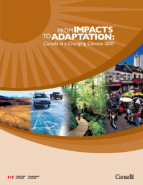 FROM IMPACTS
TO ADAPTATION:
Canada in a Changing Climate 2007
Canada